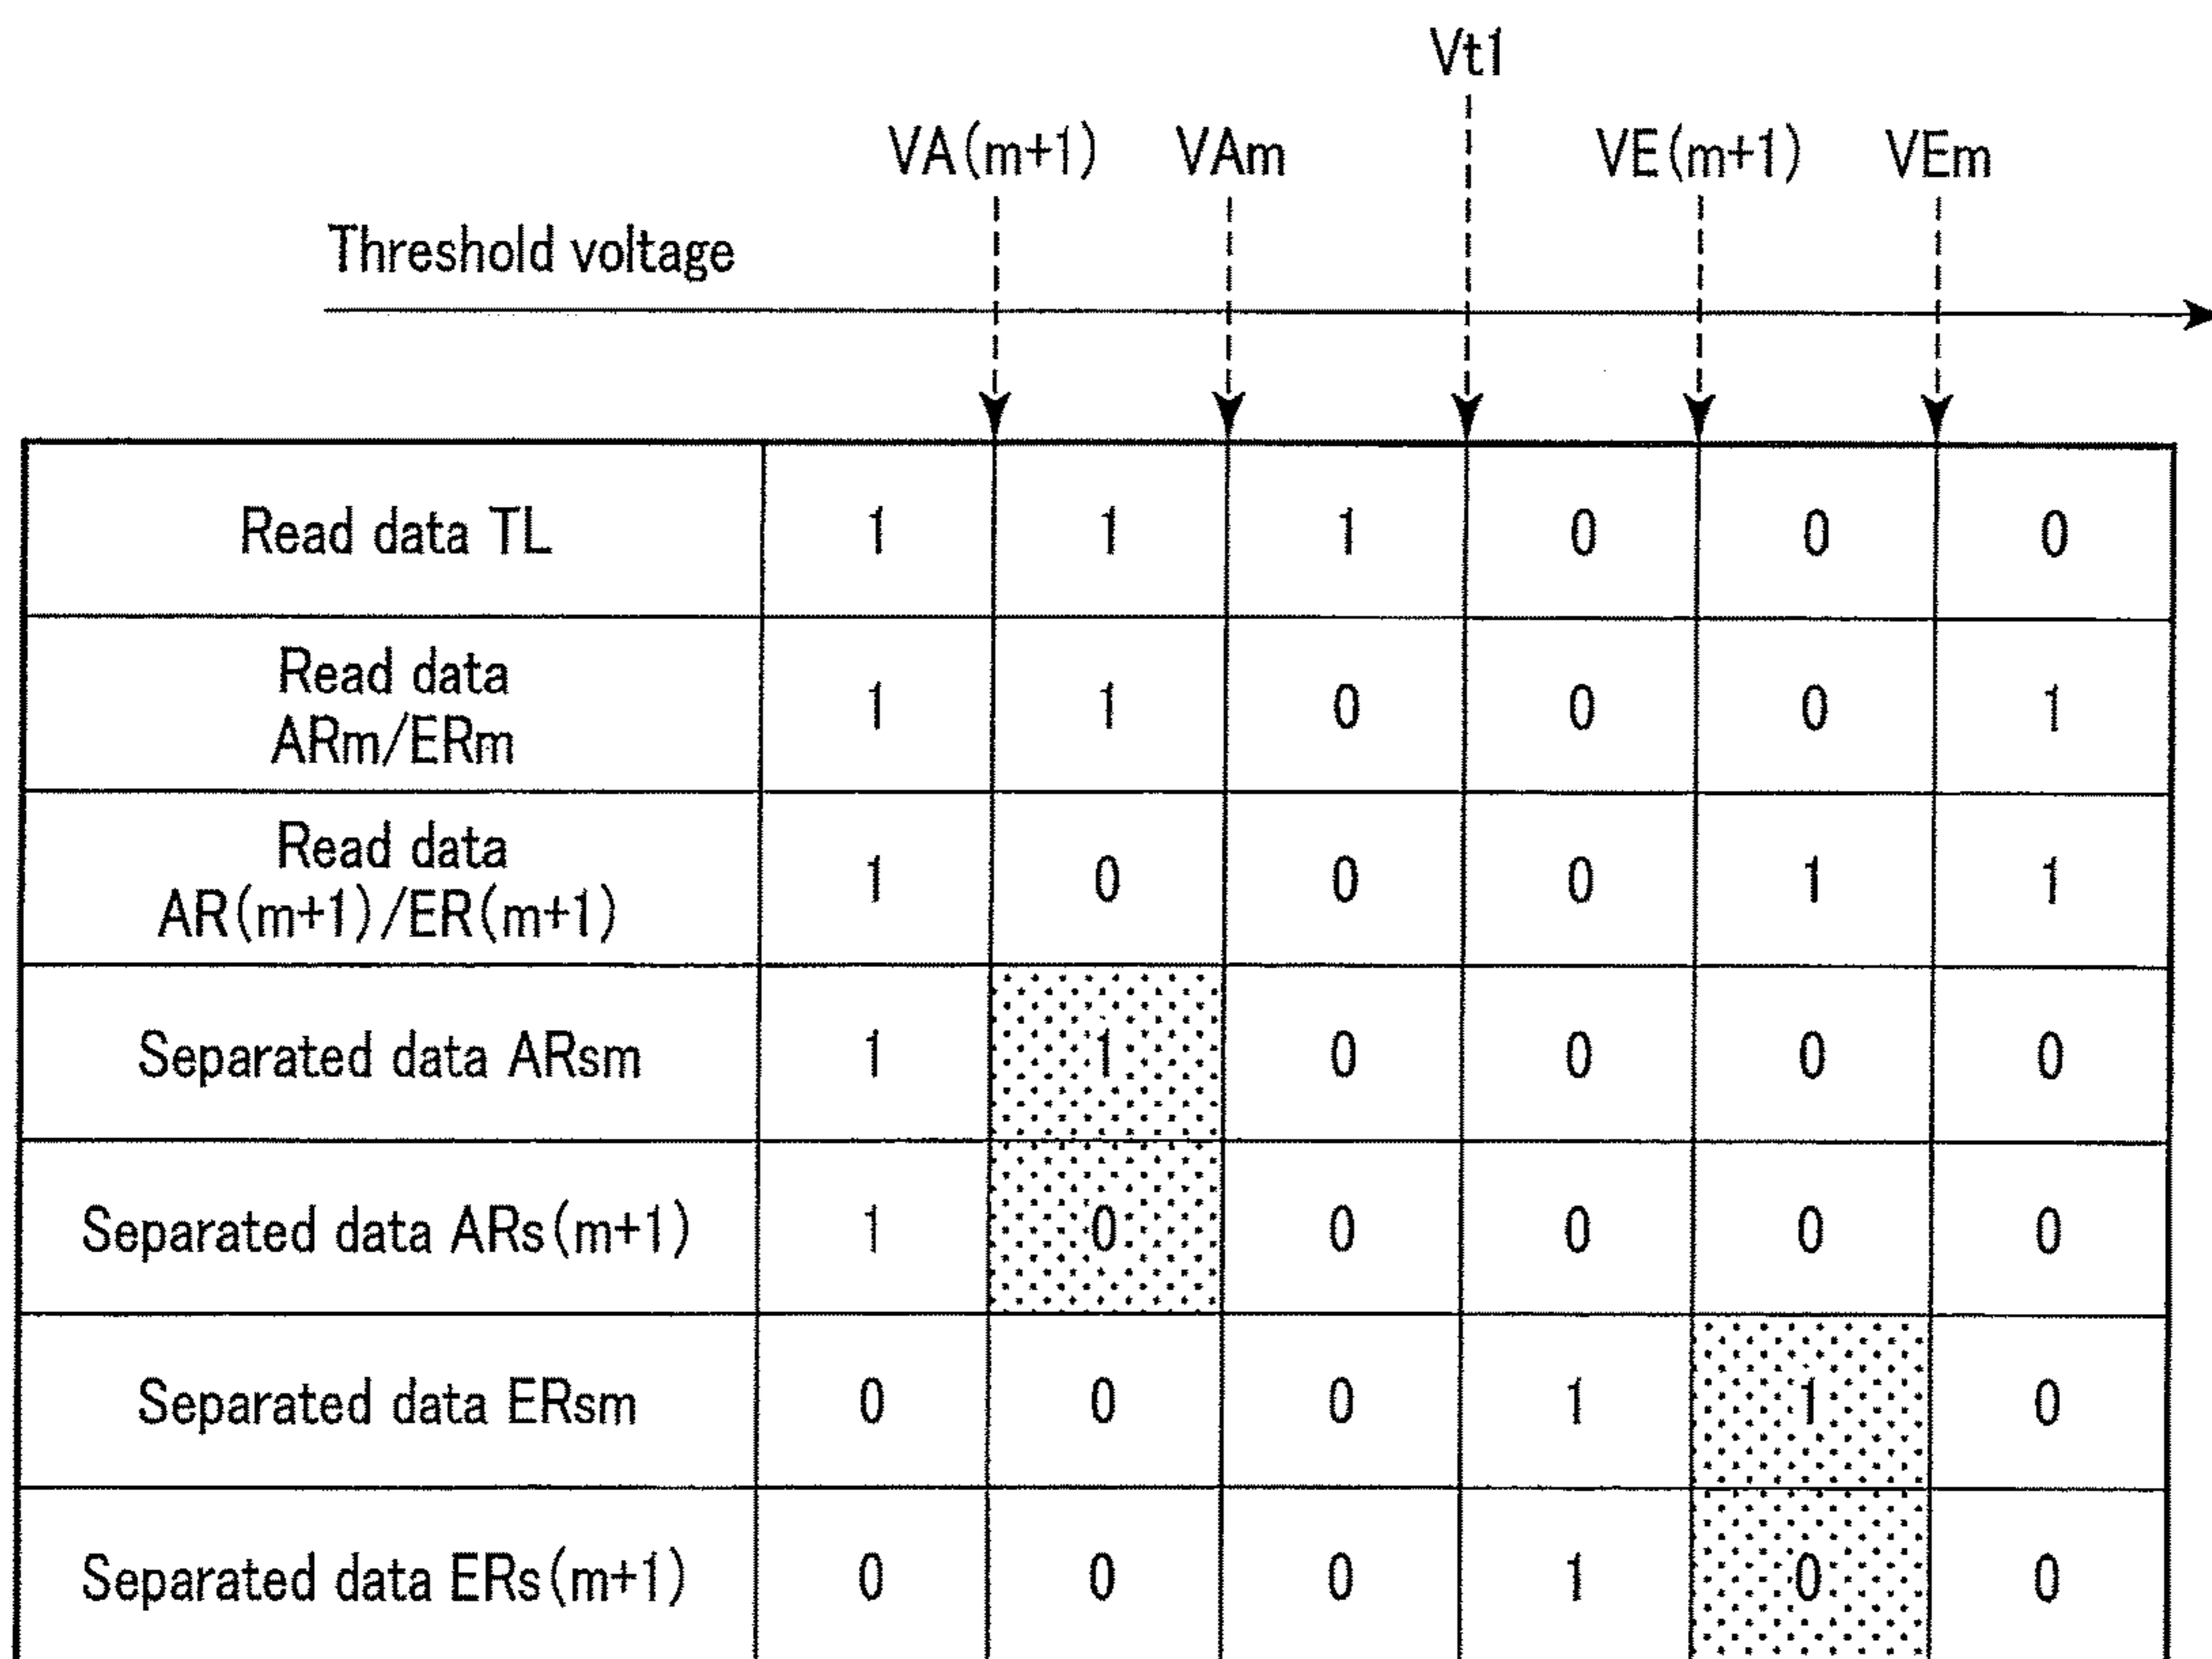 Vt1
VA(m+1) VAm VE(m+1) VEm
Threshold voltage
Read data TL 1 1 1 0 0 0
Read data
ARm/ERm 1 1 0 0 0 1
Read data
AR(m+1)/ER(m+1) 1 0 0 0 1 1
Separated data ARsm 1 1 0 0 0 0
Separated data ARs(m+1) 1 0 0 0 0 0
Separated data ERsm 0 0 0 1 1 0
Separated data ERs(m+1) 0 0 0 1 0 0